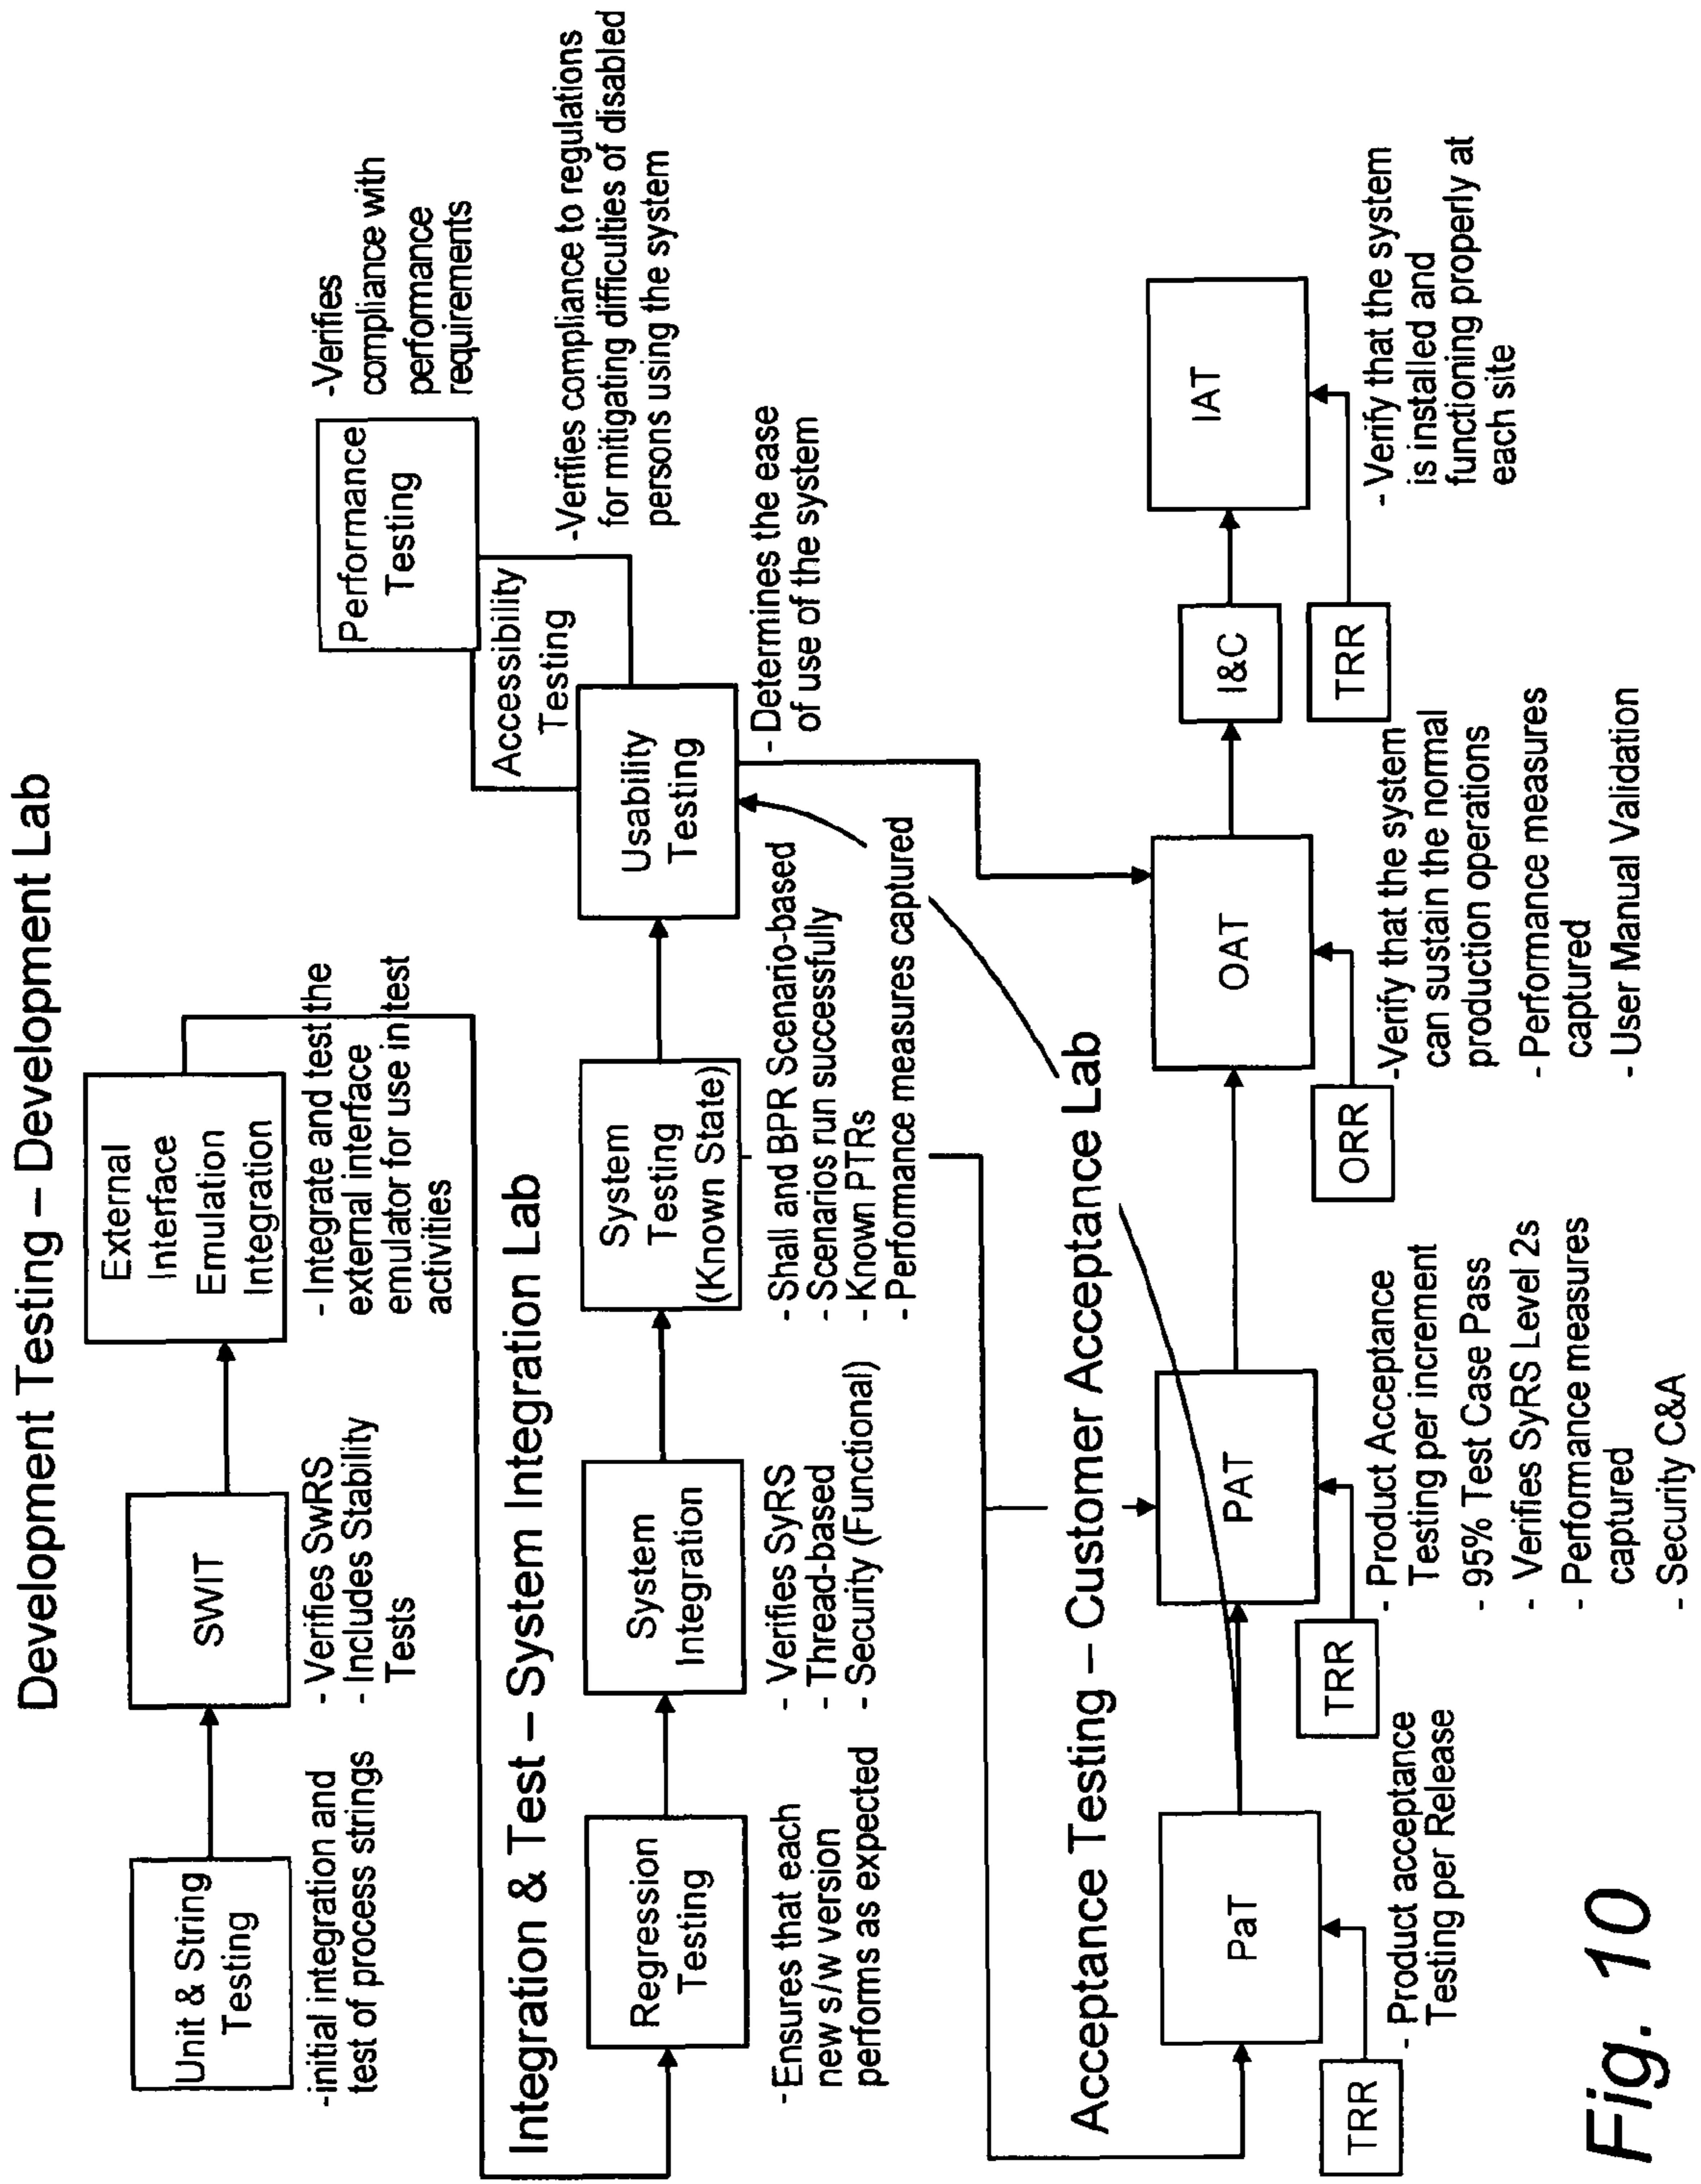 Development Testing – Development Lab
Unit & String
Testing
-initial integration and
test of process strings
SWIT
- Verifies SwRS
- Includes Stability
Tests
External
Interface
Emulation
Integration
- Integrate and test the
external interface
emulator for use in test
activities
Performance
Testing
-Verifies
compliance with
performance
requirements
Accessibility
Testing
-Verifies compliance to regulations
for mitigating difficulties of disabled
persons using the system
Integration & Test – System Integration Lab
Regression
Testing
-Ensures that each
new s/w version
performs as expected
System
Integration
- Verifies SyRS
- Thread-based
- Security (Functional)
System
Testing
(Known State)
- Shall and BPR Scenario-based
- Scenarios run successfully
- Known PTRs
- Performance measures captured
Usability
Testing
- Determines the ease
of use of the system
Acceptance Testing – Customer Acceptance Lab
PaT
TRR
- Product acceptance
Testing per Release
PAT
TRR
- Product Acceptance
Testing per increment
- 95% Test Case Pass
- Verifies SyRS Level 2s
- Performance measures
captured
- Security C&A
OAT
ORR
-Verify that the system
can sustain the normal
production operations
- Performance measures
captured
- User Manual Validation
I&C
IAT
TRR
- Verify that the system
is installed and
functioning properly at
each site
Fig. 10